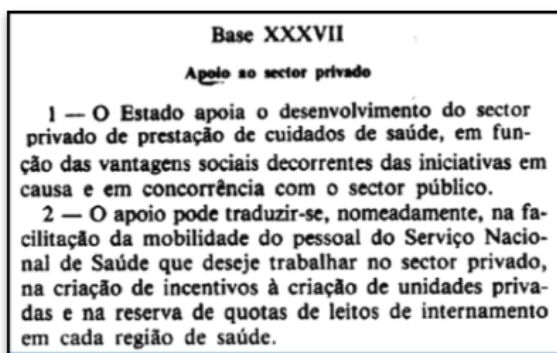 Base XXXVII
Apoio ao sector privado
1 — O Estado apoia o desenvolvimento do sector
privado de prestação de cuidados de saúde, em fun-
ção das vantagens sociais decorrentes das iniciativas em
causa e em concorrência com o sector público.
2 — O apoio pode traduzir-se, nomeadamente, na fa-
cilitação da mobilidade do pessoal do Serviço Nacio-
nal de Saúde que deseje trabalhar no sector privado,
na criação de incentivos à criação de unidades priva-
das e na reserva de quotas de leitos de internamento
em cada região de saúde.